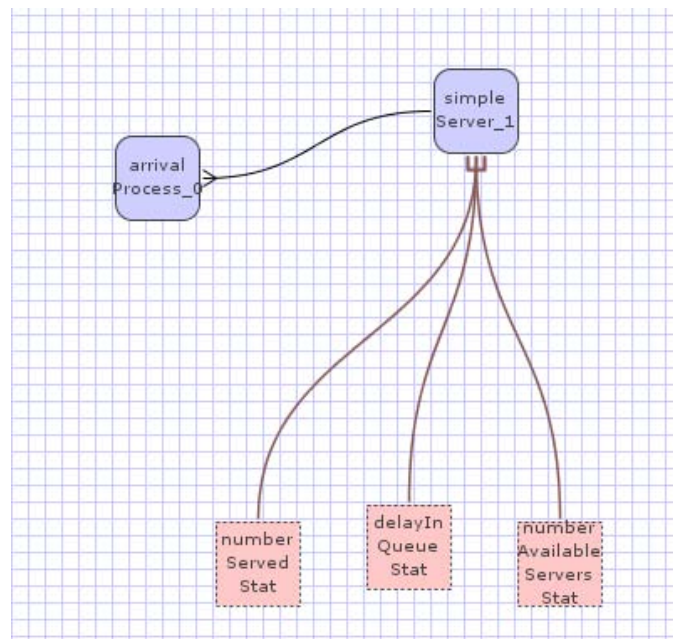 simple
Server_1
arrival
Process_0
number
Served
Stat
delayIn
Queue
Stat
number
Available
Servers
Stat